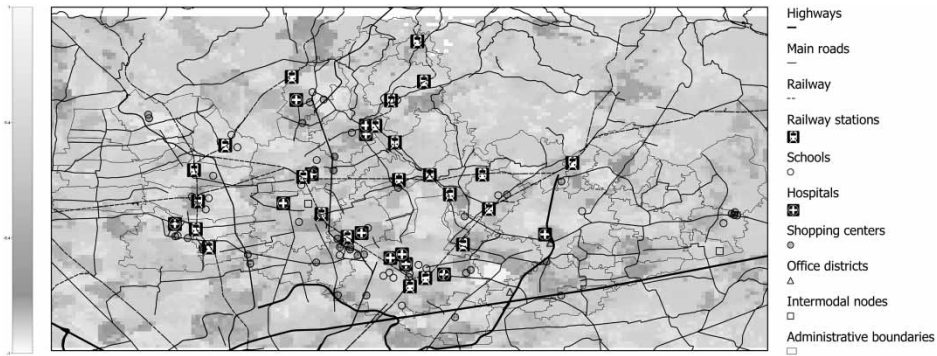 Highways
Main roads
Railway
Railway stations
Schools
Hospitals
Shopping centers
Office districts
Intermodal nodes
Administrative boundaries